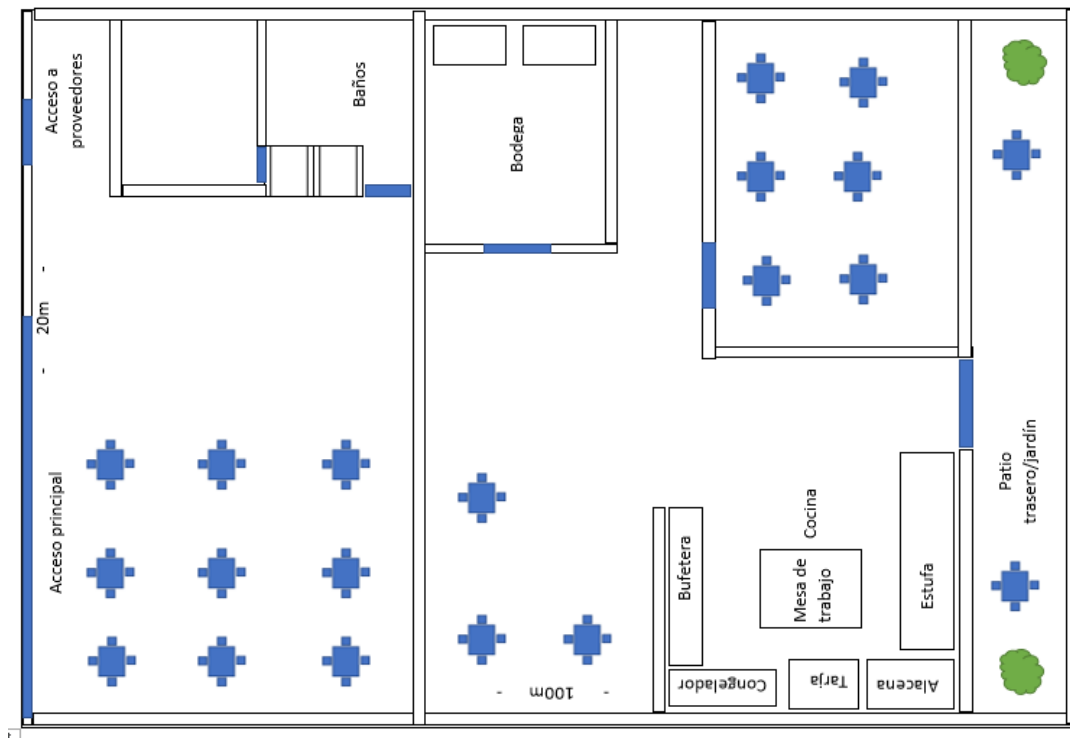 Acceso a
proveedores
Baños
Bodega
- 20m -
Acceso principal
Cocina
Patio
trasero/jardín
Bufetera
Mesa de
trabajo
Estufa
- 100m -
Congelador
Tarja
Alacena